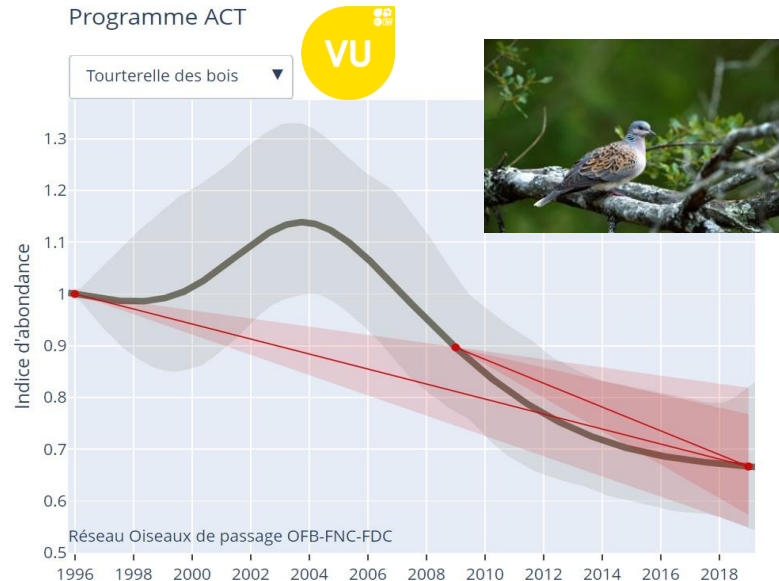 Programme ACT
VU
Tourterelle des bois ▼
Indice d'abondance
1.3
1.2
1.1
1
0.9
0.8
0.7
0.6
0.5
Réseau Oiseaux de passage OFB-FNC-FDC
1996 1998 2000 2002 2004 2006 2008 2010 2012 2014 2016 2018